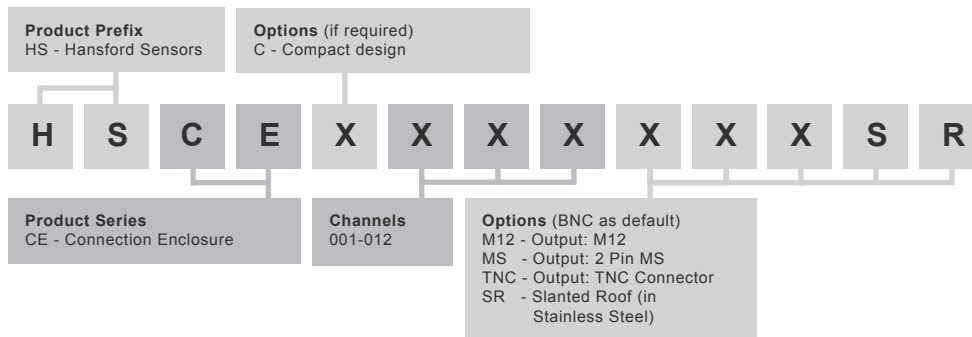 Product Prefix
HS - Hansford Sensors
Options (if required)
C - Compact design
H S C E X X X X X X X S R
Product Series
CE - Connection Enclosure
Channels
001-012
Options (BNC as default)
M12 - Output: M12
MS - Output: 2 Pin MS
TNC - Output: TNC Connector
SR - Slanted Roof (in
Stainless Steel)